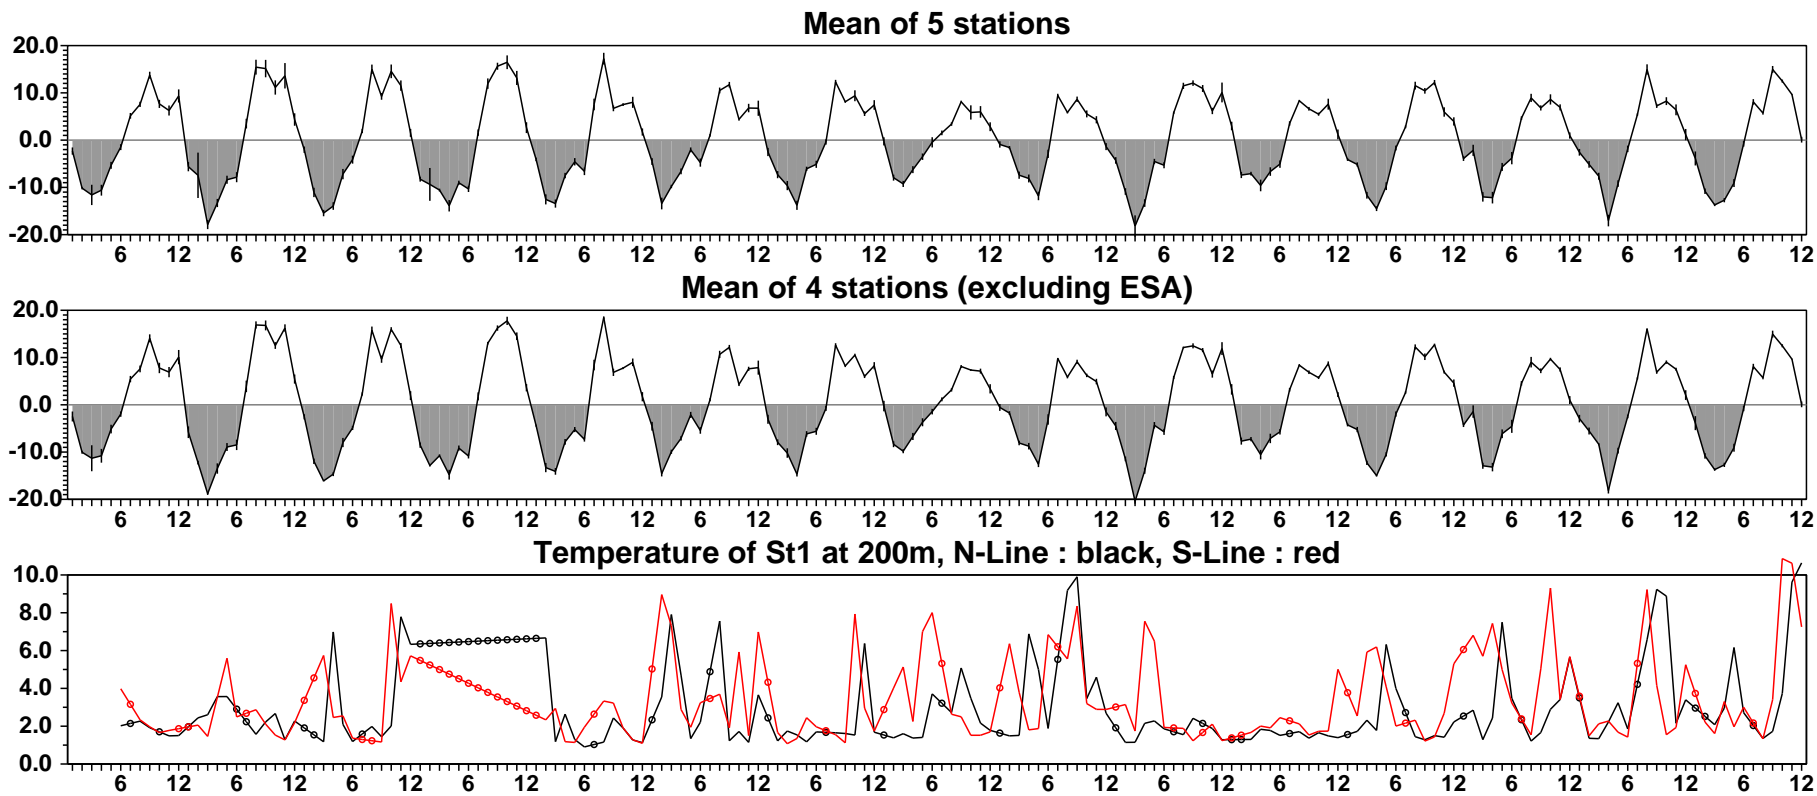 Mean of 5 stations
20.0
10.0
0.0
-10.0
-20.0
6 12 6 12 6 12 6 12 6 12 6 12 6 12 6 12 6 12 6 12 6 12 6 12 6 12 6 12 6 12
Mean of 4 stations (excluding ESA)
20.0
10.0
0.0
-10.0
-20.0
6 12 6 12 6 12 6 12 6 12 6 12 6 12 6 12 6 12 6 12 6 12 6 12 6 12 6 12 6 12
Temperature of St1 at 200m, N-Line : black, S-Line : red
10.0
8.0
6.0
4.0
2.0
0.0
6 12 6 12 6 12 6 12 6 12 6 12 6 12 6 12 6 12 6 12 6 12 6 12 6 12 6 12 6 12